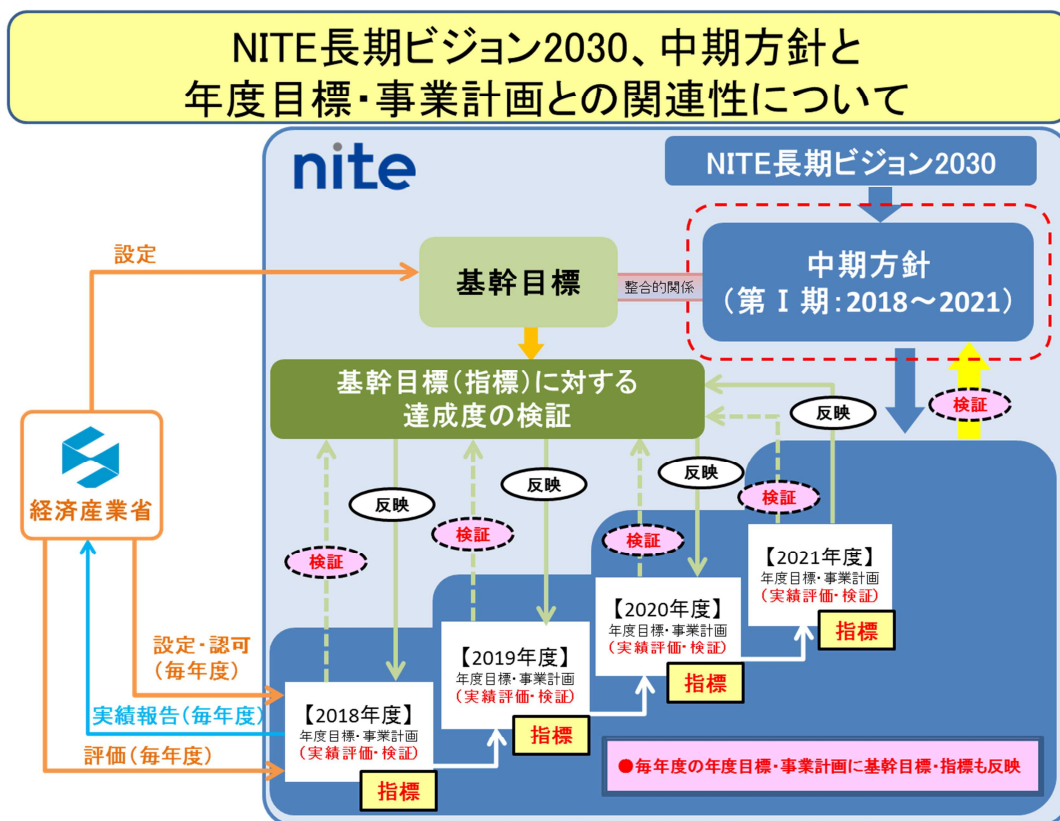 NITE長期ビジョン2030、中期方針と
年度目標・事業計画との関連性について
nite
NITE長期ビジョン2030
設定
基幹目標
整合的関係
中期方針
（第Ⅰ期：2018～2021）
基幹目標（指標）に対する
達成度の検証
反映
検証
経済産業省
反映
検証
反映
検証
反映
検証
検証
設定・認可
（毎年度）
実績報告（毎年度）
評価（毎年度）
【2018年度】
年度目標・事業計画
（実績評価・検証）
指標
【2019年度】
年度目標・事業計画
（実績評価・検証）
指標
【2020年度】
年度目標・事業計画
（実績評価・検証）
指標
【2021年度】
年度目標・事業計画
（実績評価・検証）
指標
●毎年度の年度目標・事業計画に基幹目標・指標も反映